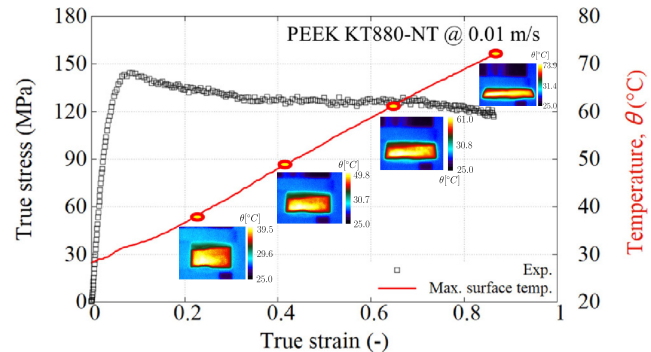 PEEK KT880-NT @ 0.01 m/s
180
150
120
90
60
30
0
True stress (MPa)
80
70
60
50
40
30
20
Temperature, θ (°C)
θ[°C]
73.9
31.4
25.0
61.0
30.8
25.0
θ[°C]
θ[°C]
49.8
30.7
25.0
θ[°C]
39.5
29.6
25.0
Exp.
Max. surface temp.
0 0.2 0.4 0.6 0.8 1
True strain (-)